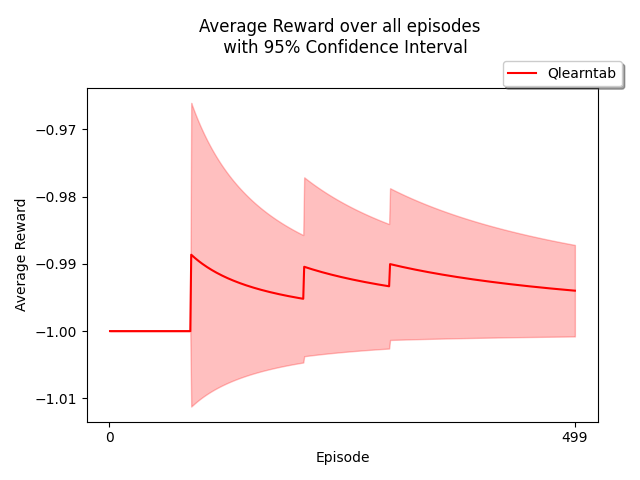 Average Reward over all episodes
with 95% Confidence Interval
Qlearntab
Average Reward
−0.97
−0.98
−0.99
−1.00
−1.01
0
499
Episode